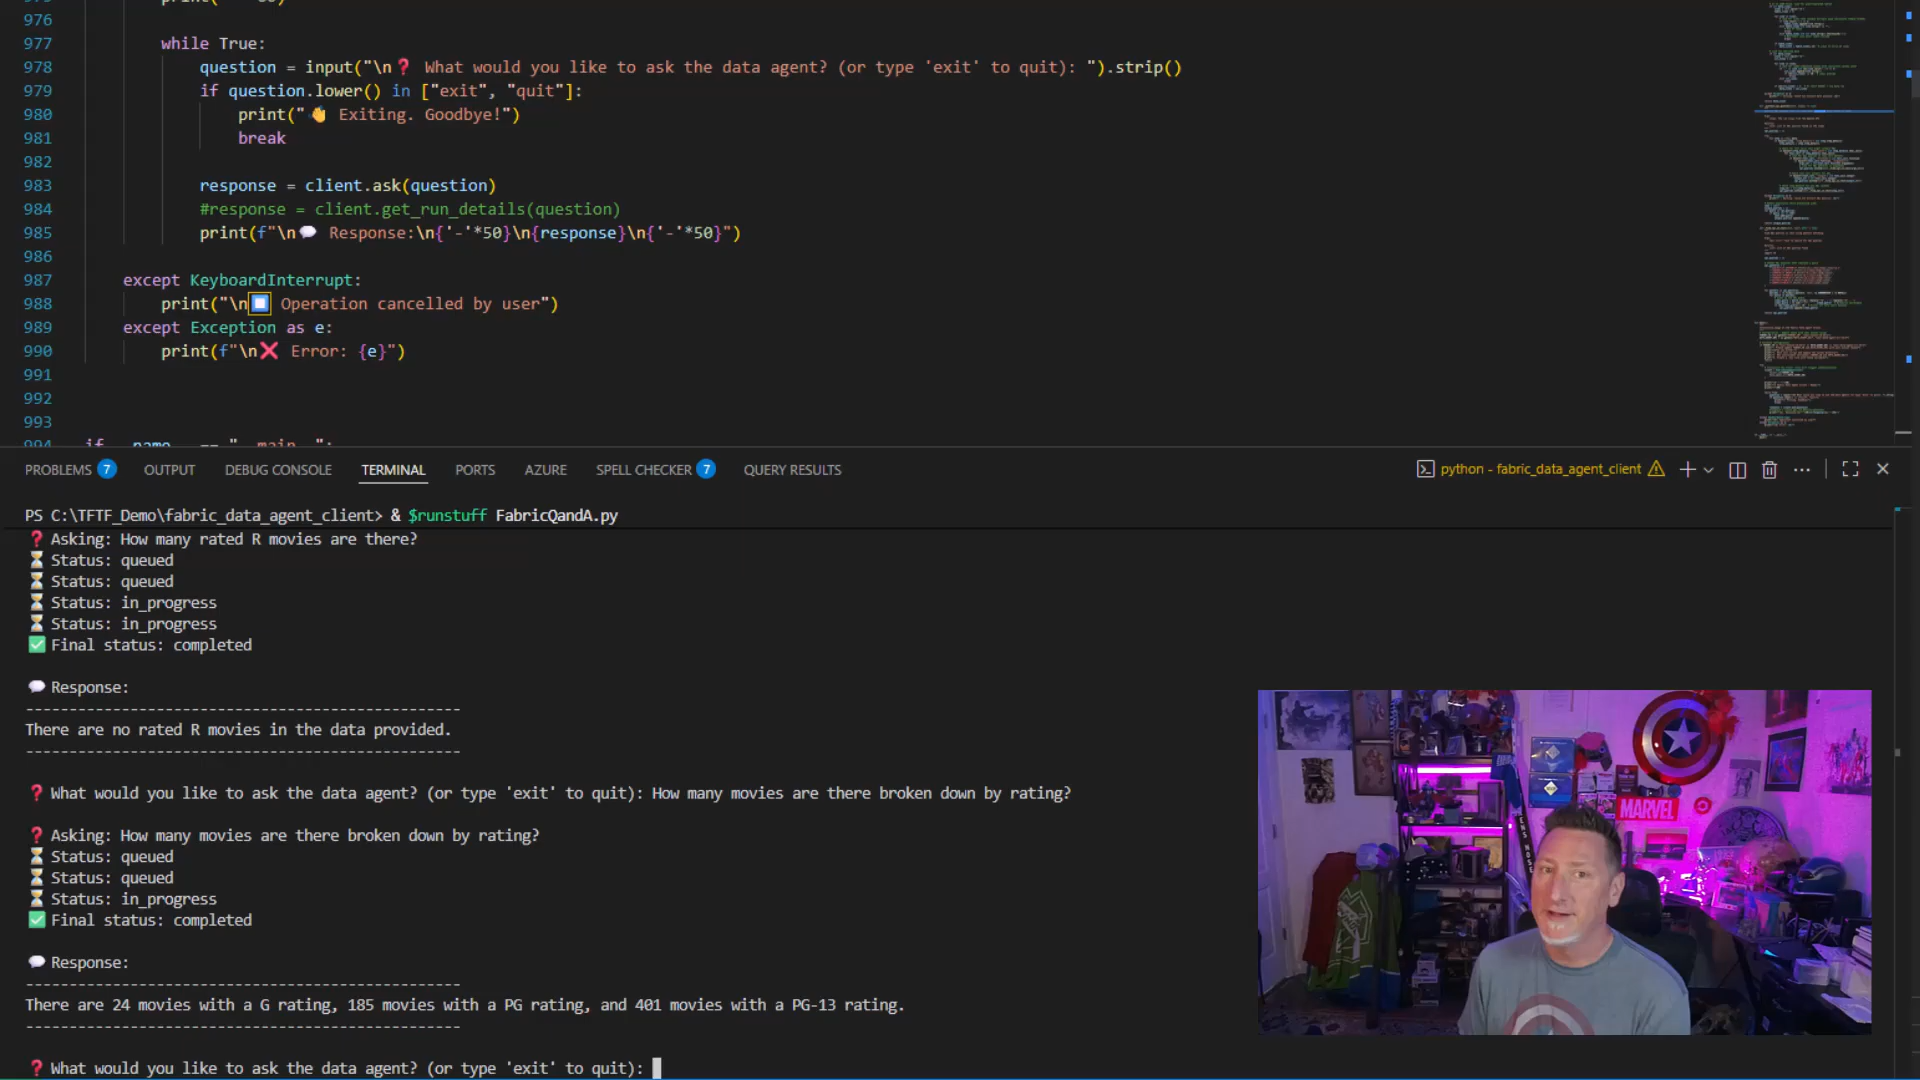 976
977 while True:
978 question = input("\n❓ What would you like to ask the data agent? (or type 'exit' to quit): ").strip()
979 if question.lower() in ["exit", "quit"]:
980 print("👋 Exiting. Goodbye!")
981 break
982
983 response = client.ask(question)
984 #response = client.get_run_details(question)
985 print(f"\n💬 Response:\n{'-'*50}\n{response}\n{'-'*50}")
986
987 except KeyboardInterrupt:
988 print("\n⏹️ Operation cancelled by user")
989 except Exception as e:
990 print(f"\n❌ Error: {e}")
991
992
993
994 if __name__ == "__main__":
PROBLEMS 7 OUTPUT DEBUG CONSOLE TERMINAL PORTS AZURE SPELL CHECKER 7 QUERY RESULTS python - fabric_data_agent_client
PS C:\TFTF_Demo\fabric_data_agent_client> & $runstuff FabricQandA.py
❓ Asking: How many rated R movies are there?
⏳ Status: queued
⏳ Status: queued
⏳ Status: in_progress
⏳ Status: in_progress
✅ Final status: completed
💬 Response:
--------------------------------------------------
There are no rated R movies in the data provided.
--------------------------------------------------
❓ What would you like to ask the data agent? (or type 'exit' to quit): How many movies are there broken down by rating?
❓ Asking: How many movies are there broken down by rating?
⏳ Status: queued
⏳ Status: queued
⏳ Status: in_progress
✅ Final status: completed
💬 Response:
--------------------------------------------------
There are 24 movies with a G rating, 185 movies with a PG rating, and 401 movies with a PG-13 rating.
--------------------------------------------------
❓ What would you like to ask the data agent? (or type 'exit' to quit):
MARVEL